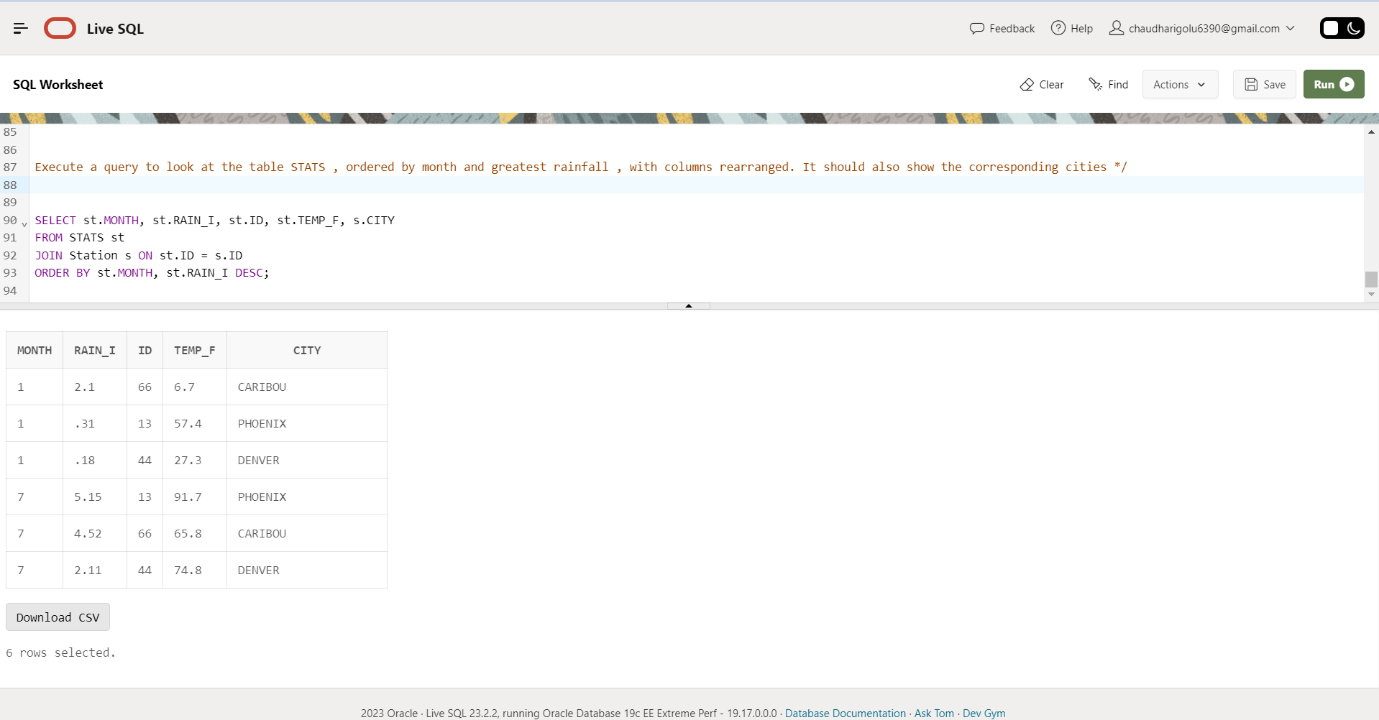 Live SQL
Feedback Help chaudharigolu6390@gmail.com
SQL Worksheet
Clear Find Actions Save Run
85
86
87 Execute a query to look at the table STATS , ordered by month and greatest rainfall , with columns rearranged. It should also show the corresponding cities */
88
89
90 SELECT st.MONTH, st.RAIN_I, st.ID, st.TEMP_F, s.CITY
91 FROM STATS st
92 JOIN Station s ON st.ID = s.ID
93 ORDER BY st.MONTH, st.RAIN_I DESC;
94
MONTH RAIN_I ID TEMP_F CITY
1 2.1 66 6.7 CARIBOU
1 .31 13 57.4 PHOENIX
1 .18 44 27.3 DENVER
7 5.15 13 91.7 PHOENIX
7 4.52 66 65.8 CARIBOU
7 2.11 44 74.8 DENVER
Download CSV
6 rows selected.
2023 Oracle · Live SQL 23.2.2, running Oracle Database 19c EE Extreme Perf - 19.17.0.0.0 · Database Documentation · Ask Tom · Dev Gym